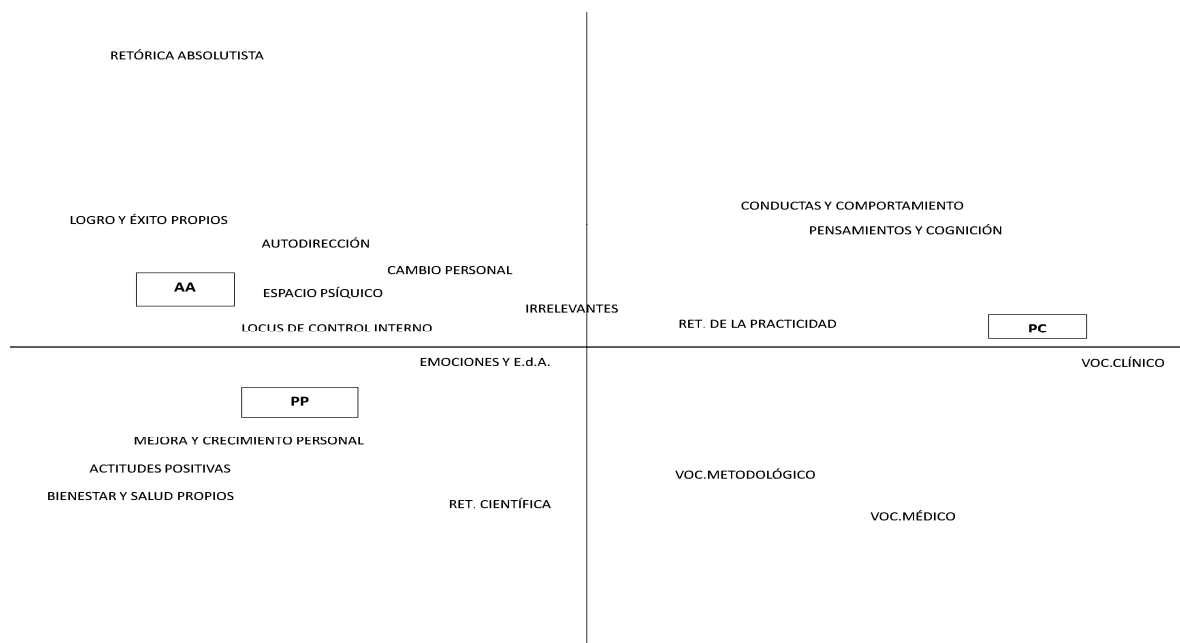 RETÓRICA ABSOLUTISTA
CONDUCTAS Y COMPORTAMIENTO
LOGRO Y ÉXITO PROPIOS
PENSAMIENTOS Y COGNICIÓN
AUTODIRECCIÓN
CAMBIO PERSONAL
AA
ESPACIO PSÍQUICO
IRRELEVANTES
RET. DE LA PRACTICIDAD
PC
LOCUS DE CONTROL INTERNO
EMOCIONES Y E.d.A.
VOC.CLÍNICO
PP
MEJORA Y CRECIMIENTO PERSONAL
ACTITUDES POSITIVAS
VOC.METODOLÓGICO
BIENESTAR Y SALUD PROPIOS
RET. CIENTÍFICA
VOC.MÉDICO